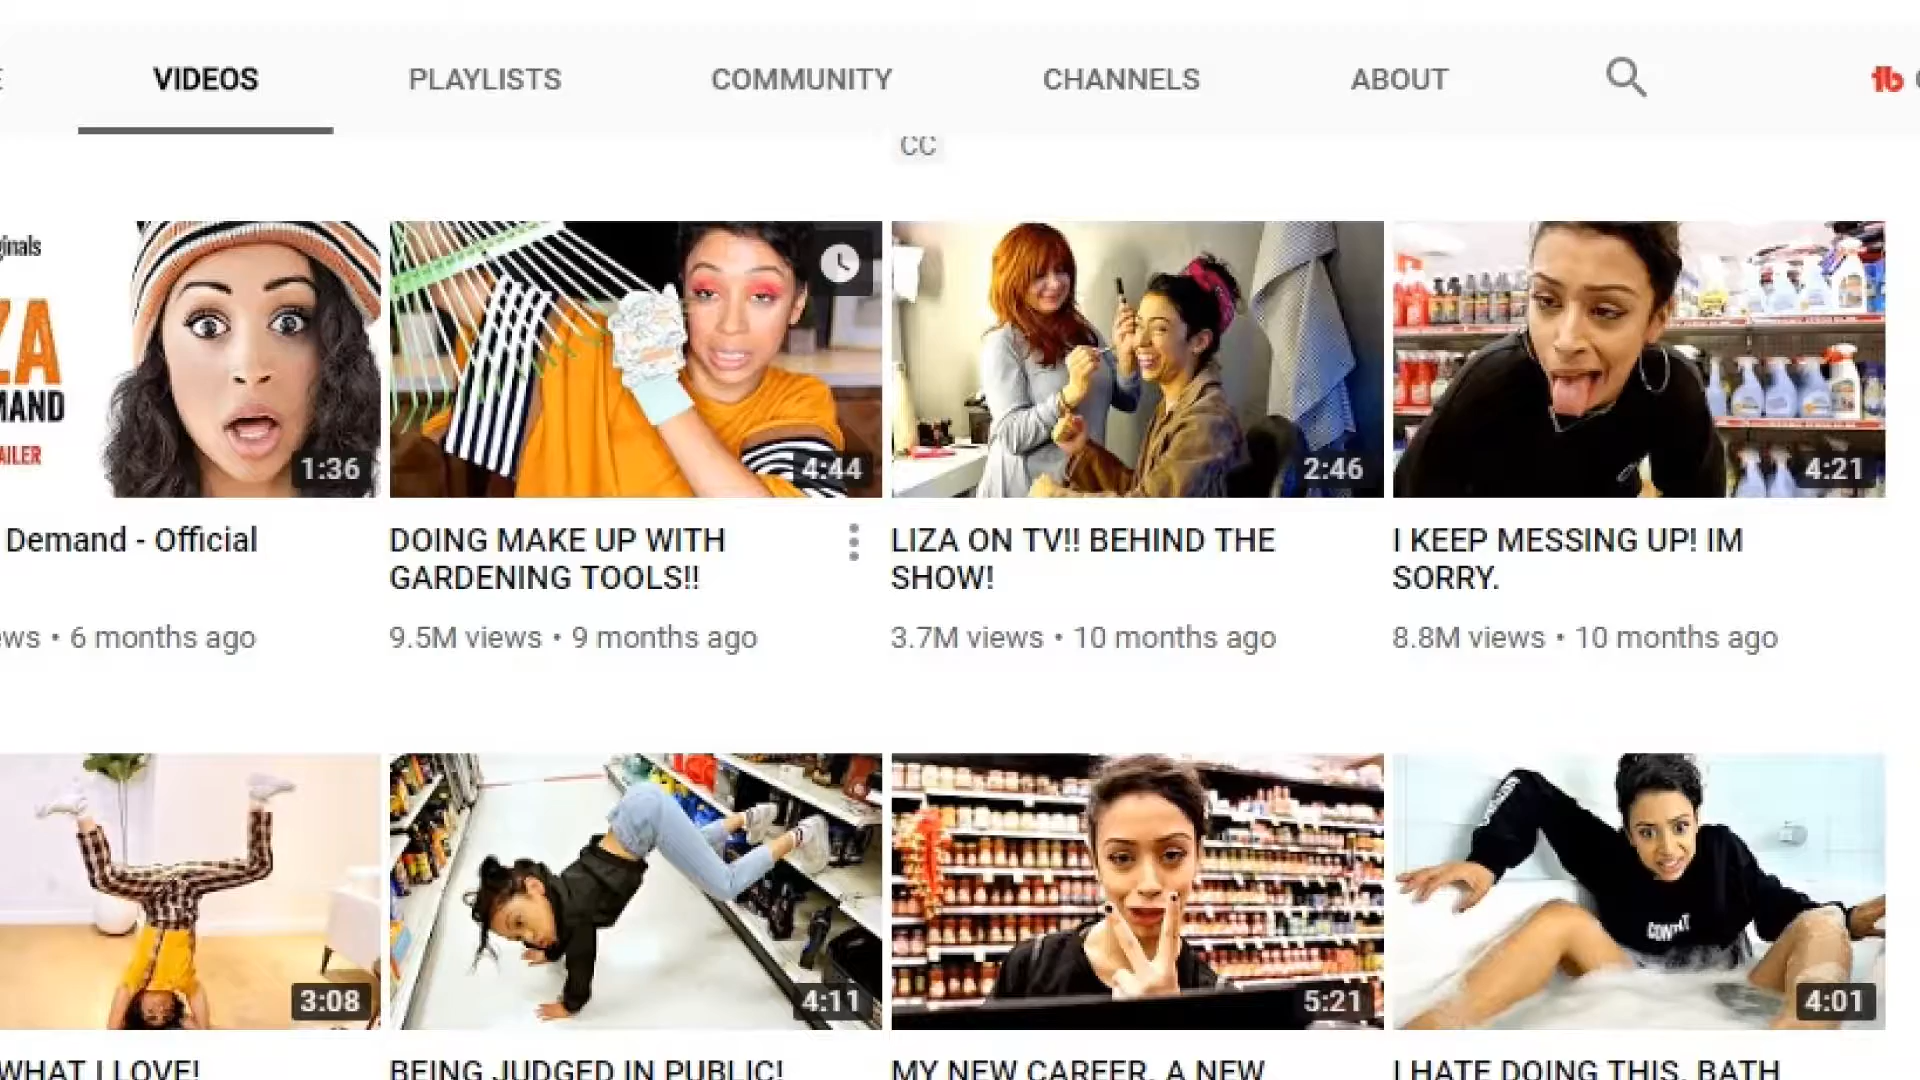 VIDEOS PLAYLISTS COMMUNITY CHANNELS ABOUT
CC
ZA
1:36
4:44
2:46
4:21
Demand - Official
DOING MAKE UP WITH
GARDENING TOOLS!!
LIZA ON TV!! BEHIND THE
SHOW!
I KEEP MESSING UP! IM
SORRY.
6 months ago
9.5M views • 9 months ago
3.7M views • 10 months ago
8.8M views • 10 months ago
3:08
4:11
5:21
4:01
WHAT I LOVE!
BEING JUDGED IN PUBLIC!
MY NEW CAREER. A NEW
I HATE DOING THIS. BATH